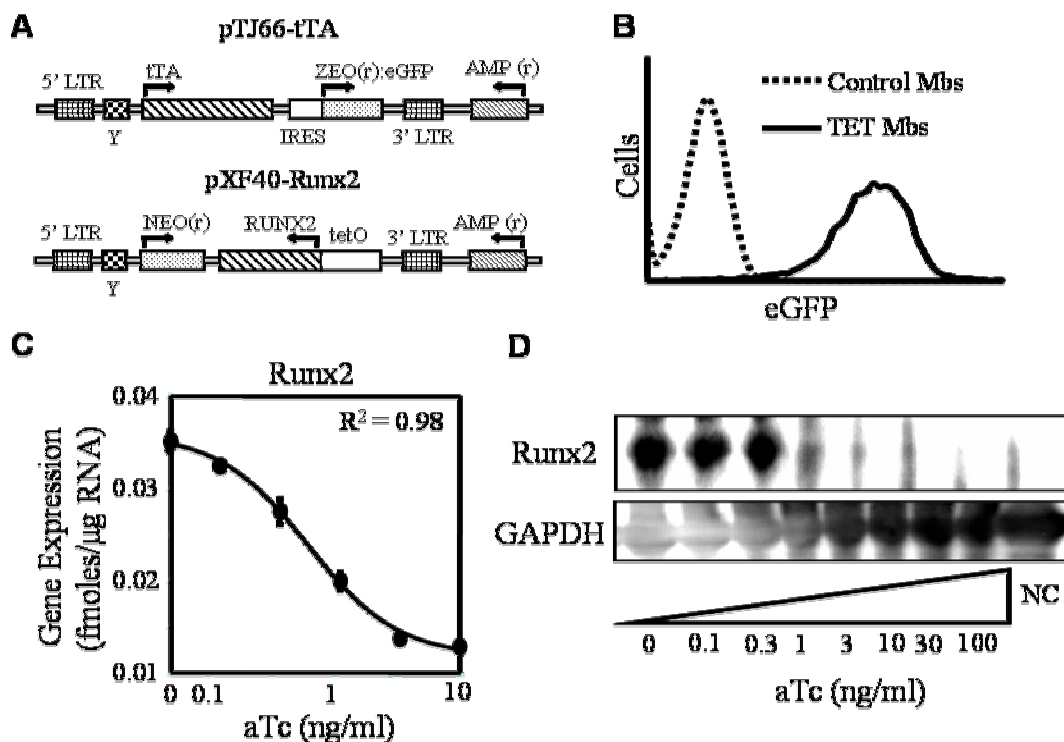 A
pTJ66-tTA
5' LTR tTA ZEO(r):eGFP AMP (r)
Y IRES 3' LTR
pXF40-Runx2
5' LTR NEO(r) RUNX2 tetO 3' LTR AMP (r)
Y
B
Control Mbs
TET Mbs
Cells
eGFP
C
Runx2
R² = 0.98
Gene Expression
(fmoles/μg RNA)
0.04
0.03
0.02
0.01
0 0.1 1 10
aTc (ng/ml)
D
Runx2
GAPDH
NC
0 0.1 0.3 1 3 10 30 100
aTc (ng/ml)